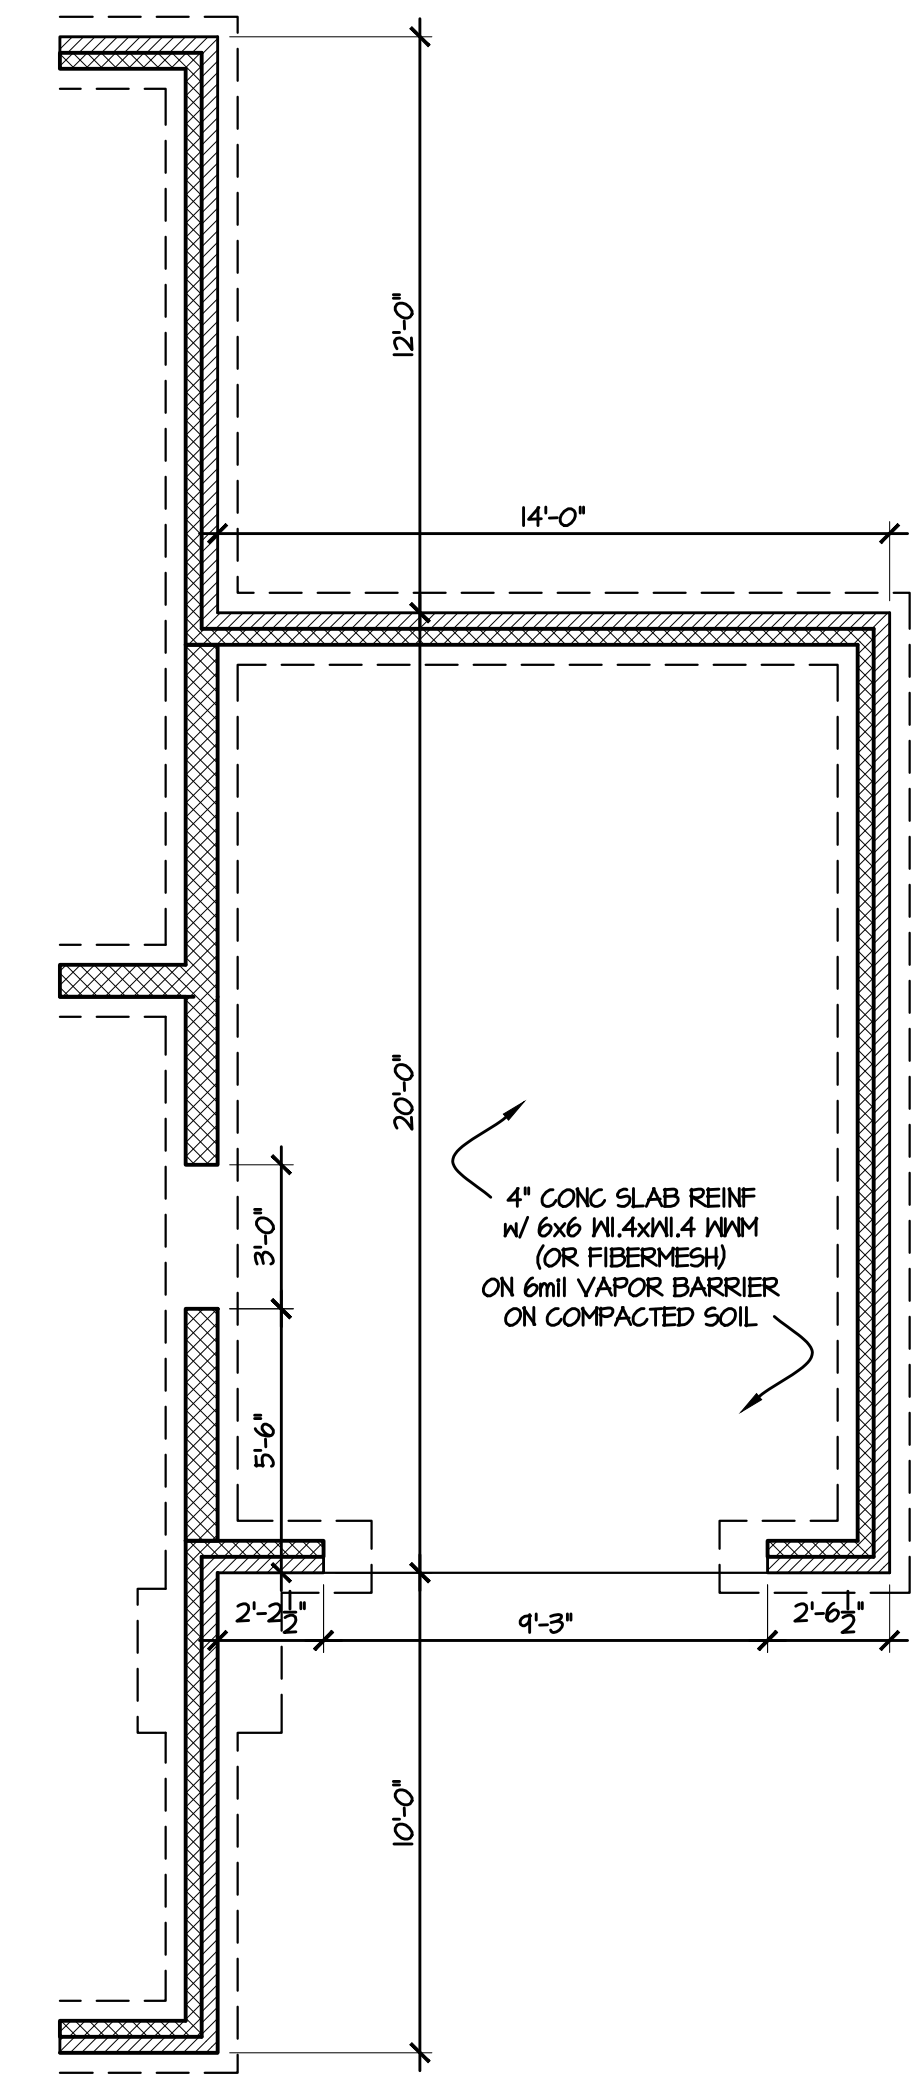 12'-0"
14'-0"
20'-0"
4" CONC SLAB REINF
w/ 6x6 W1.4xW1.4 WWM
(OR FIBERMESH)
ON 6mil VAPOR BARRIER
ON COMPACTED SOIL
3'-0"
5'-6"
2'-2 1/2"
9'-3"
2'-6 1/2"
10'-0"